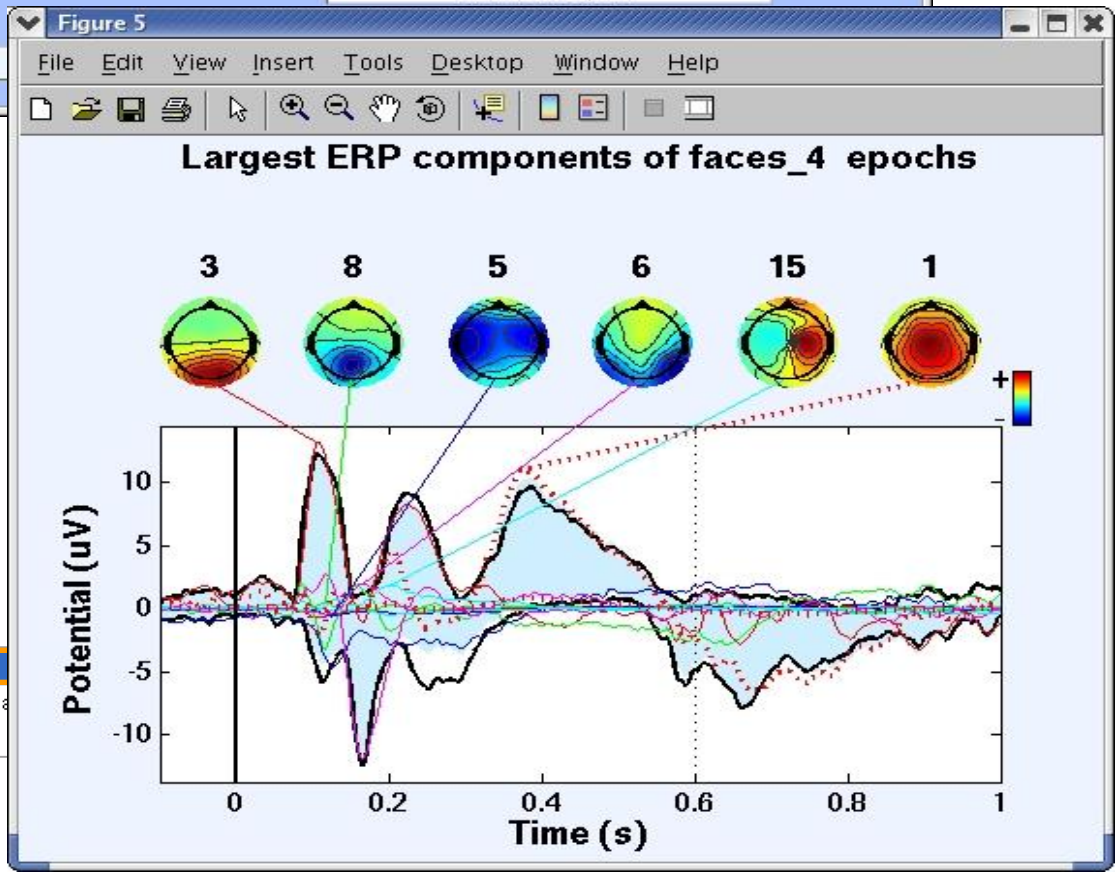 Figure 5
File Edit View Insert Tools Desktop Window Help
Largest ERP components of faces_4 epochs
3 8 5 6 15 1
+
-
10
5
0
-5
-10
Potential (uV)
0 0.2 0.4 0.6 0.8 1
Time (s)